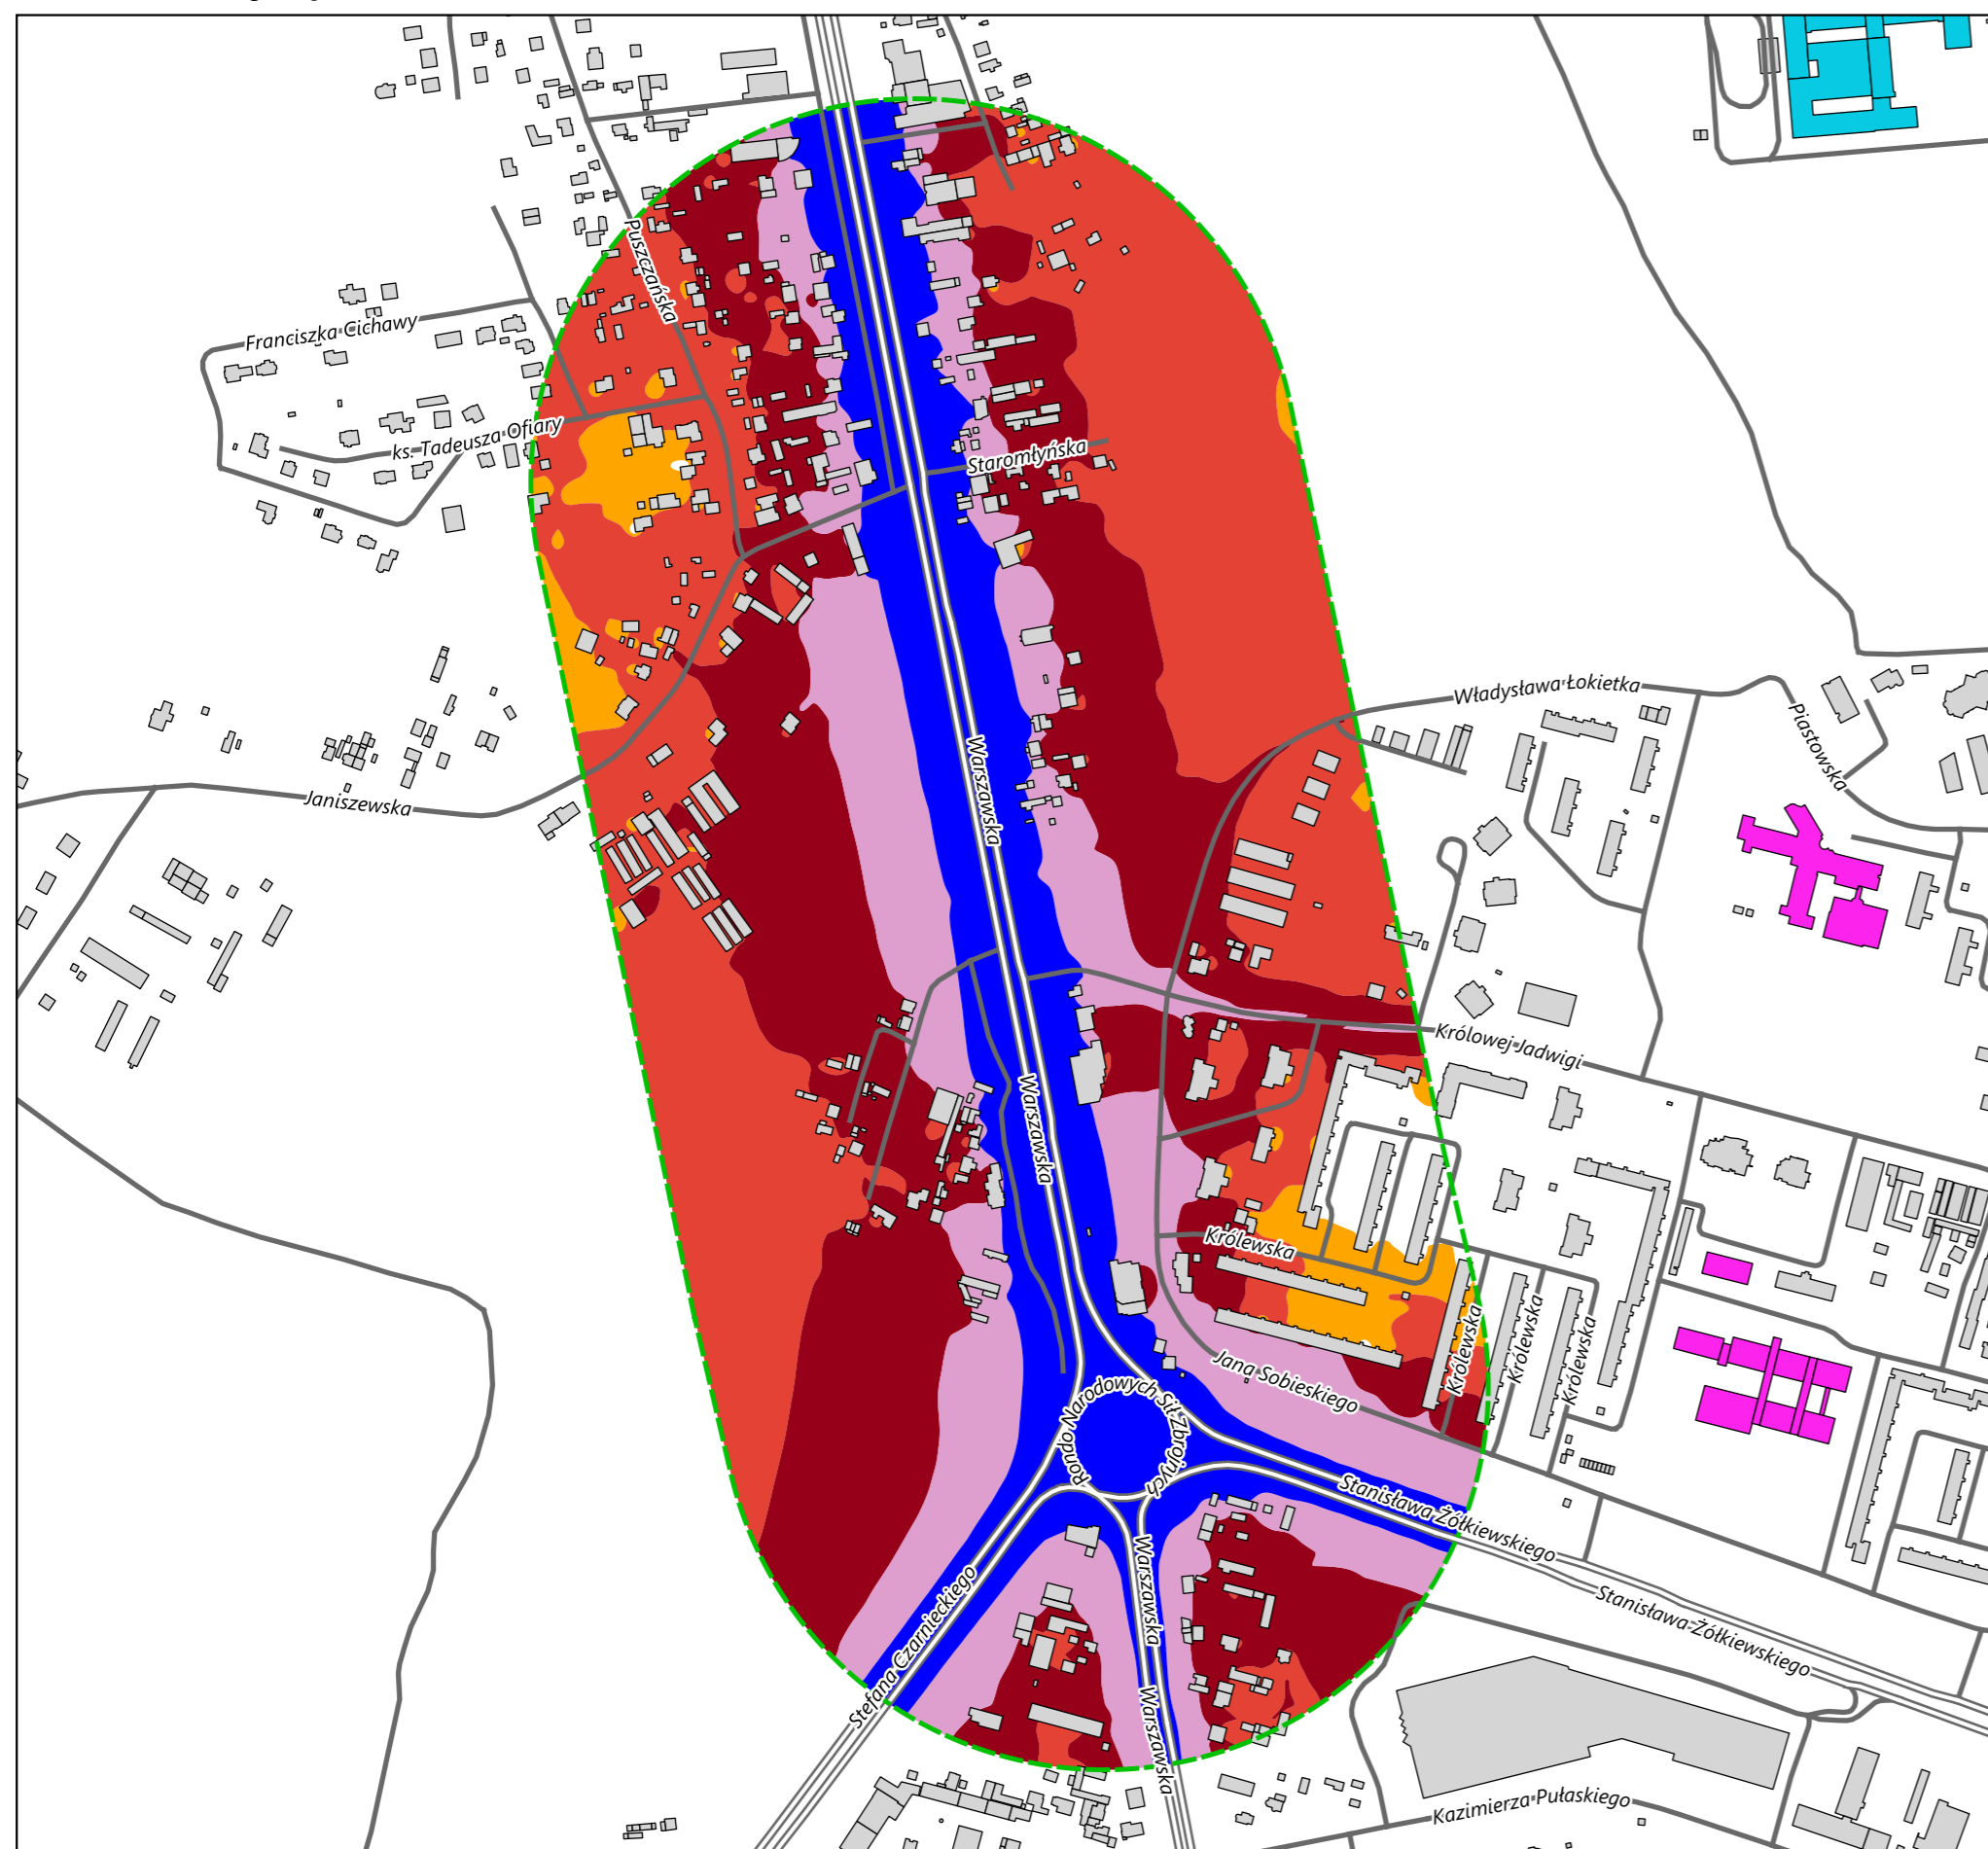 Puszczańska
Franciszka Cichawy
ks. Tadeusza Ofiary
Staromłyńska
Władysława Łokietka
Piastowska
Janiszewska
Warszawska
Królowej Jadwigi
Warszawska
Królewska
Królewska
Królewska
Królewska
Jana Sobieskiego
Rondo Narodowych Sił Zbrojnych
Stanisława Żółkiewskiego
Stanisława Żółkiewskiego
Stefana Czarnieckiego
Warszawska
Warszawska
Kazimierza Pułaskiego